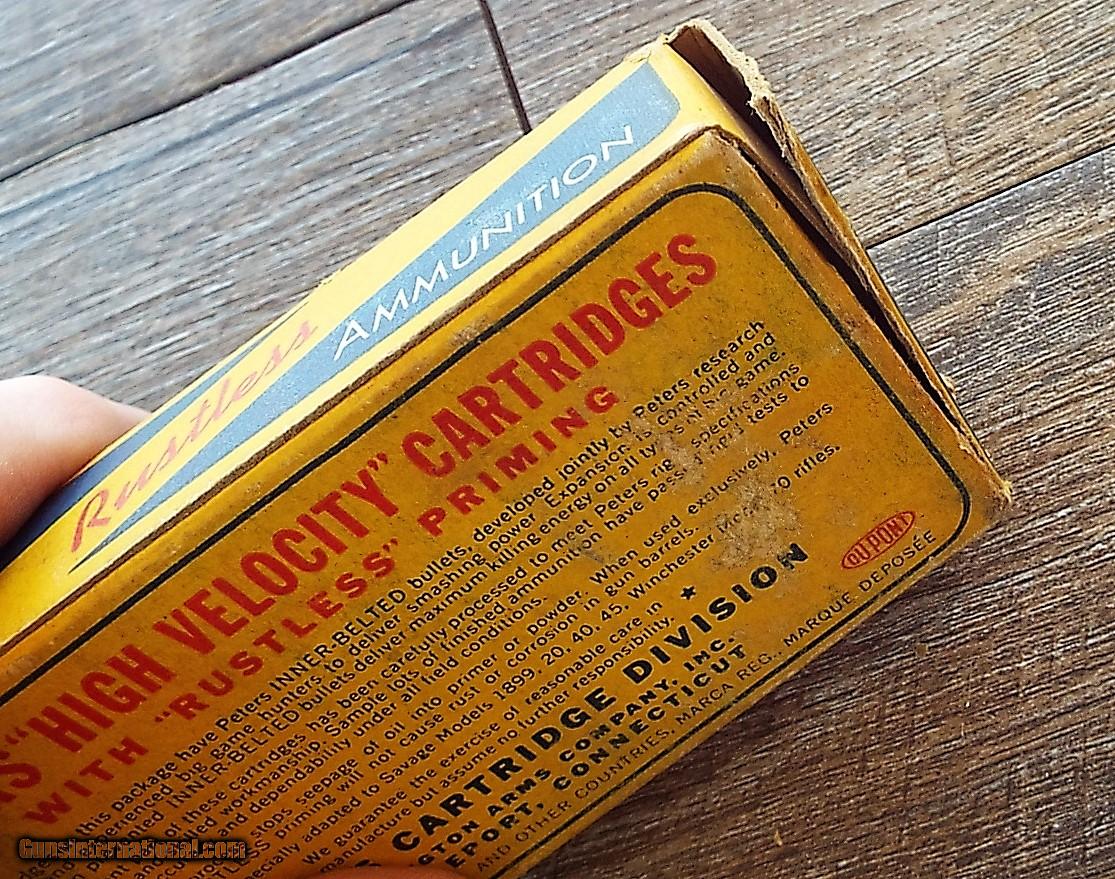 Rustless AMMUNITION
"HIGH VELOCITY" CARTRIDGES
WITH "RUSTLESS" PRIMING
this package have Peters INNER-BELTED bullets, developed jointly by Peters research
big game hunters, to deliver smashing power. Expansion is controlled and
INNER-BELTED bullets deliver maximum killing energy on all types of big game.
of these cartridges has been carefully processed to meet Peters specifications
workmanship. Sample lots of finished ammunition have passed tests to
and dependability under all field conditions.
stops seepage of oil into primer or powder. When used exclusively, Peters
priming will not cause rust or corrosion in gun barrels.
adapted to Savage Models 1899 20, 40, 45, Winchester rifles.
We guarantee the exercise of reasonable care in
manufacture but assume no further responsibility.
CARTRIDGE DIVISION
ARMS COMPANY, INC.
CONNECTICUT
DU PONT
AND OTHER COUNTRIES, MARCA REG., MARQUE DEPOSÉE
GunsInternational.com